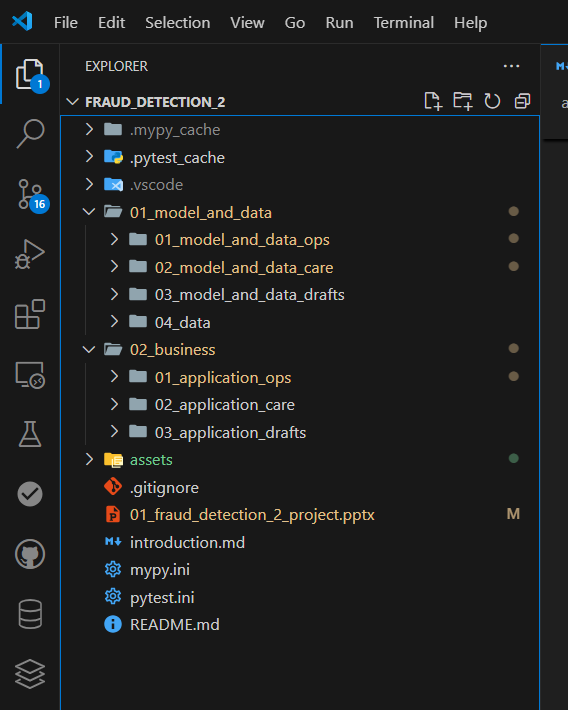 File Edit Selection View Go Run Terminal Help
EXPLORER
1
FRAUD_DETECTION_2
.mypy_cache
.pytest_cache
.vscode
16
01_model_and_data
01_model_and_data_ops
02_model_and_data_care
03_model_and_data_drafts
04_data
02_business
01_application_ops
02_application_care
03_application_drafts
assets
.gitignore
01_fraud_detection_2_project.pptx M
introduction.md
mypy.ini
pytest.ini
README.md